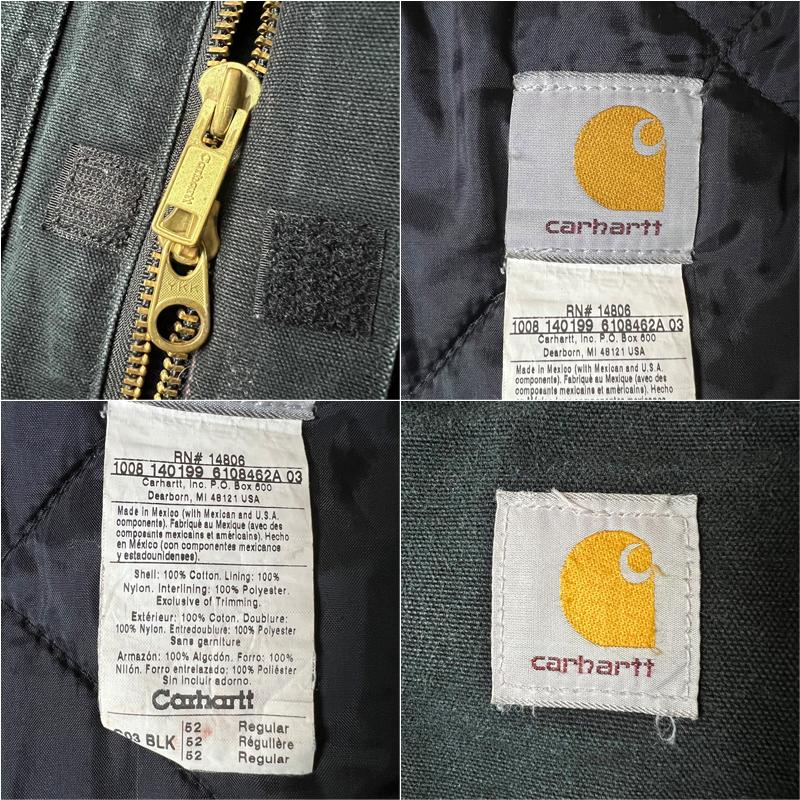 Carhartt
YKK
carhartt
RN# 14806
1008 140199 6108462A 03
Carhartt, Inc. P.O. Box 600
Dearborn, MI 48121 USA
Made in Mexico (with Mexican and U.S.A.
components). Fabriqué au Mexique (avec des
composants mexicains et américains). Hecho
RN# 14806
1008 140199 6108462A 03
Carhartt, Inc. P.O. Box 600
Dearborn, MI 48121 USA
Made in Mexico (with Mexican and U.S.A.
components). Fabriqué au Mexique (avec des
composants mexicains et américains). Hecho
en México (con componentes mexicanos
y estadounidenses).
Shell: 100% Cotton. Lining: 100%
Nylon. Interlining: 100% Polyester.
Exclusive of Trimming.
Extérieur: 100% Coton. Doublure:
100% Nylon. Entredoublure: 100% Polyester
Sans garniture
Armazón: 100% Algodón. Forro: 100%
Nilón. Forro entrelazado: 100% Poliéster
Sin incluir adorno.
Carhartt
BLK
52 Regular
52 Régulière
52 Regular
carhartt